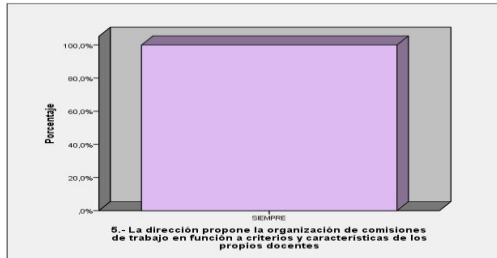 Porcentaje
100,0%
80,0%
60,0%
40,0%
20,0%
,0%
SIEMPRE
5.- La dirección propone la organización de comisiones
de trabajo en función a criterios y características de los
propios docentes